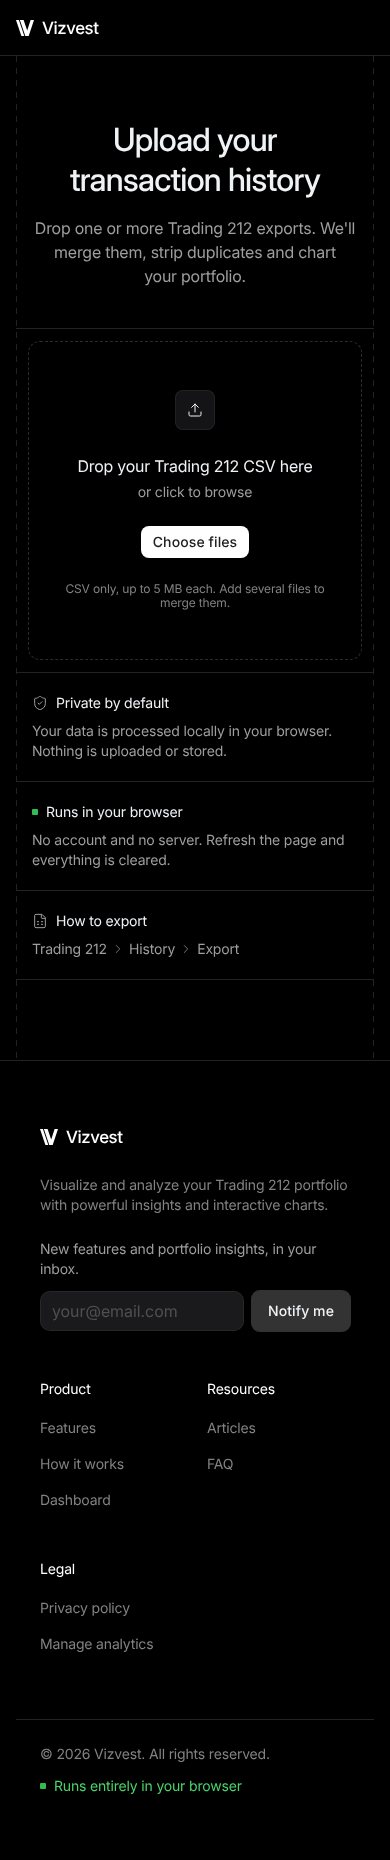 Vizvest
Upload your
transaction history
Drop one or more Trading 212 exports. We'll
merge them, strip duplicates and chart
your portfolio.
Drop your Trading 212 CSV here
or click to browse
Choose files
CSV only, up to 5 MB each. Add several files to
merge them.
Private by default
Your data is processed locally in your browser.
Nothing is uploaded or stored.
Runs in your browser
No account and no server. Refresh the page and
everything is cleared.
How to export
Trading 212 > History > Export
Vizvest
Visualize and analyze your Trading 212 portfolio
with powerful insights and interactive charts.
New features and portfolio insights, in your
inbox.
your@email.com Notify me
Product
Features
How it works
Dashboard
Resources
Articles
FAQ
Legal
Privacy policy
Manage analytics
© 2026 Vizvest. All rights reserved.
Runs entirely in your browser